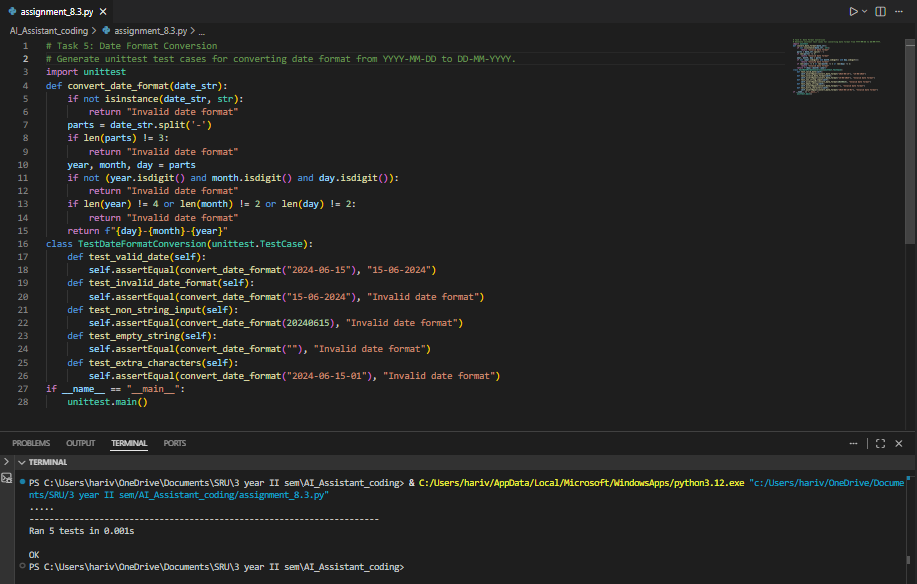 assignment_8.3.py ×
AI_Assistant_coding > assignment_8.3.py > ...
1 # Task 5: Date Format Conversion
2 # Generate unittest test cases for converting date format from YYYY-MM-DD to DD-MM-YYYY.
3 import unittest
4 def convert_date_format(date_str):
5     if not isinstance(date_str, str):
6         return "Invalid date format"
7     parts = date_str.split('-')
8     if len(parts) != 3:
9         return "Invalid date format"
10     year, month, day = parts
11     if not (year.isdigit() and month.isdigit() and day.isdigit()):
12         return "Invalid date format"
13     if len(year) != 4 or len(month) != 2 or len(day) != 2:
14         return "Invalid date format"
15     return f"{day}-{month}-{year}"
16 class TestDateFormatConversion(unittest.TestCase):
17     def test_valid_date(self):
18         self.assertEqual(convert_date_format("2024-06-15"), "15-06-2024")
19     def test_invalid_date_format(self):
20         self.assertEqual(convert_date_format("15-06-2024"), "Invalid date format")
21     def test_non_string_input(self):
22         self.assertEqual(convert_date_format(20240615), "Invalid date format")
23     def test_empty_string(self):
24         self.assertEqual(convert_date_format(""), "Invalid date format")
25     def test_extra_characters(self):
26         self.assertEqual(convert_date_format("2024-06-15-01"), "Invalid date format")
27 if __name__ == "__main__":
28     unittest.main()
PROBLEMS OUTPUT TERMINAL PORTS
TERMINAL
PS C:\Users\hariv\OneDrive\Documents\SRU\3 year II sem\AI_Assistant_coding> & C:/Users/hariv/AppData/Local/Microsoft/WindowsApps/python3.12.exe "c:/Users/hariv/OneDrive/Docume
nts/SRU/3 year II sem/AI_Assistant_coding/assignment_8.3.py"
.....
----------------------------------------------------------------------
Ran 5 tests in 0.001s
OK
PS C:\Users\hariv\OneDrive\Documents\SRU\3 year II sem\AI_Assistant_coding>